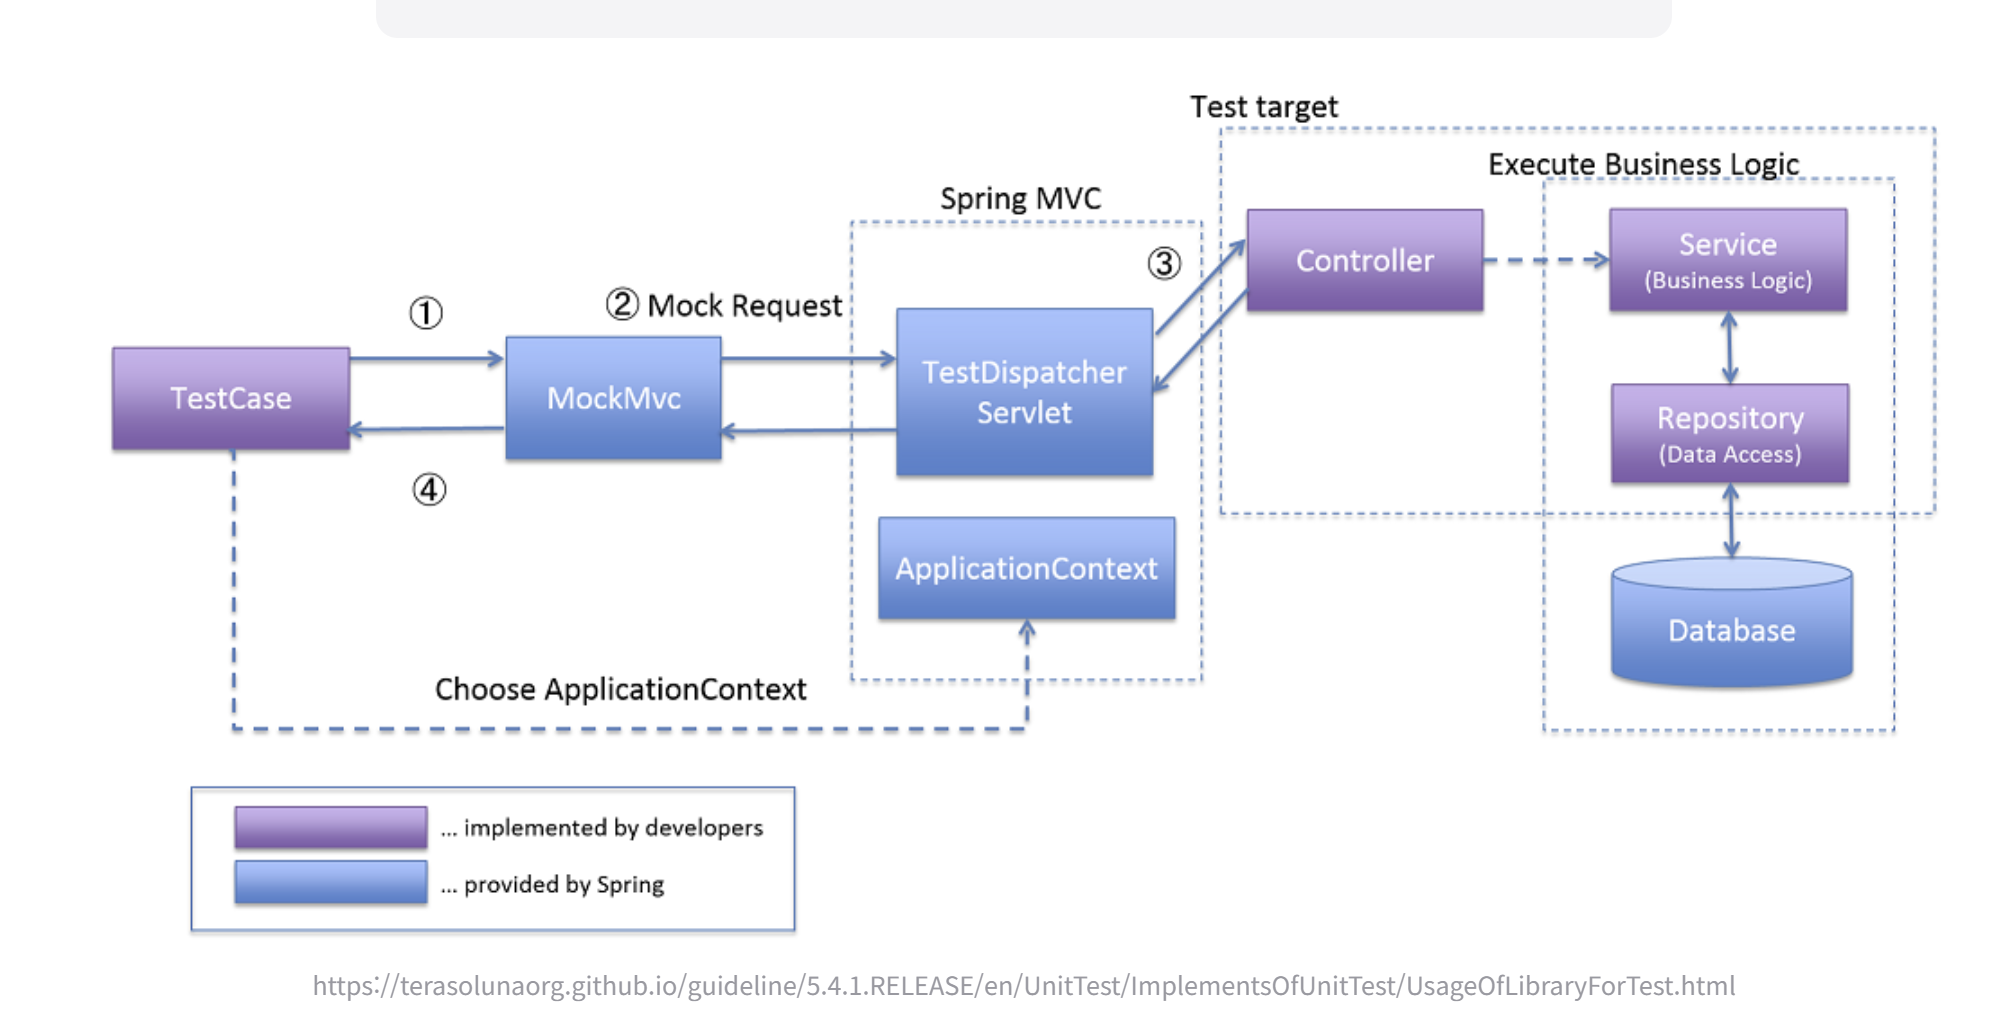 Test target
Execute Business Logic
Spring MVC
③
Controller
Service
(Business Logic)
①
② Mock Request
TestCase
MockMvc
TestDispatcher
Servlet
Repository
(Data Access)
④
ApplicationContext
Database
Choose ApplicationContext
... implemented by developers
... provided by Spring
https://terasolunaorg.github.io/guideline/5.4.1.RELEASE/en/UnitTest/ImplementsOfUnitTest/UsageOfLibraryForTest.html